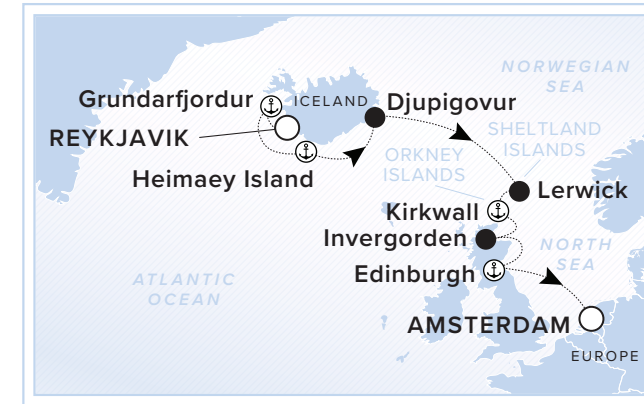 NORWEGIAN
SEA
Grundarfjordur
ICELAND
Djupigovur
REYKJAVIK
SHELTLAND
ISLANDS
ORKNEY
ISLANDS
Heimaey Island
Lerwick
Kirkwall
Invergorden
NORTH
SEA
Edinburgh
ATLANTIC
OCEAN
AMSTERDAM
EUROPE